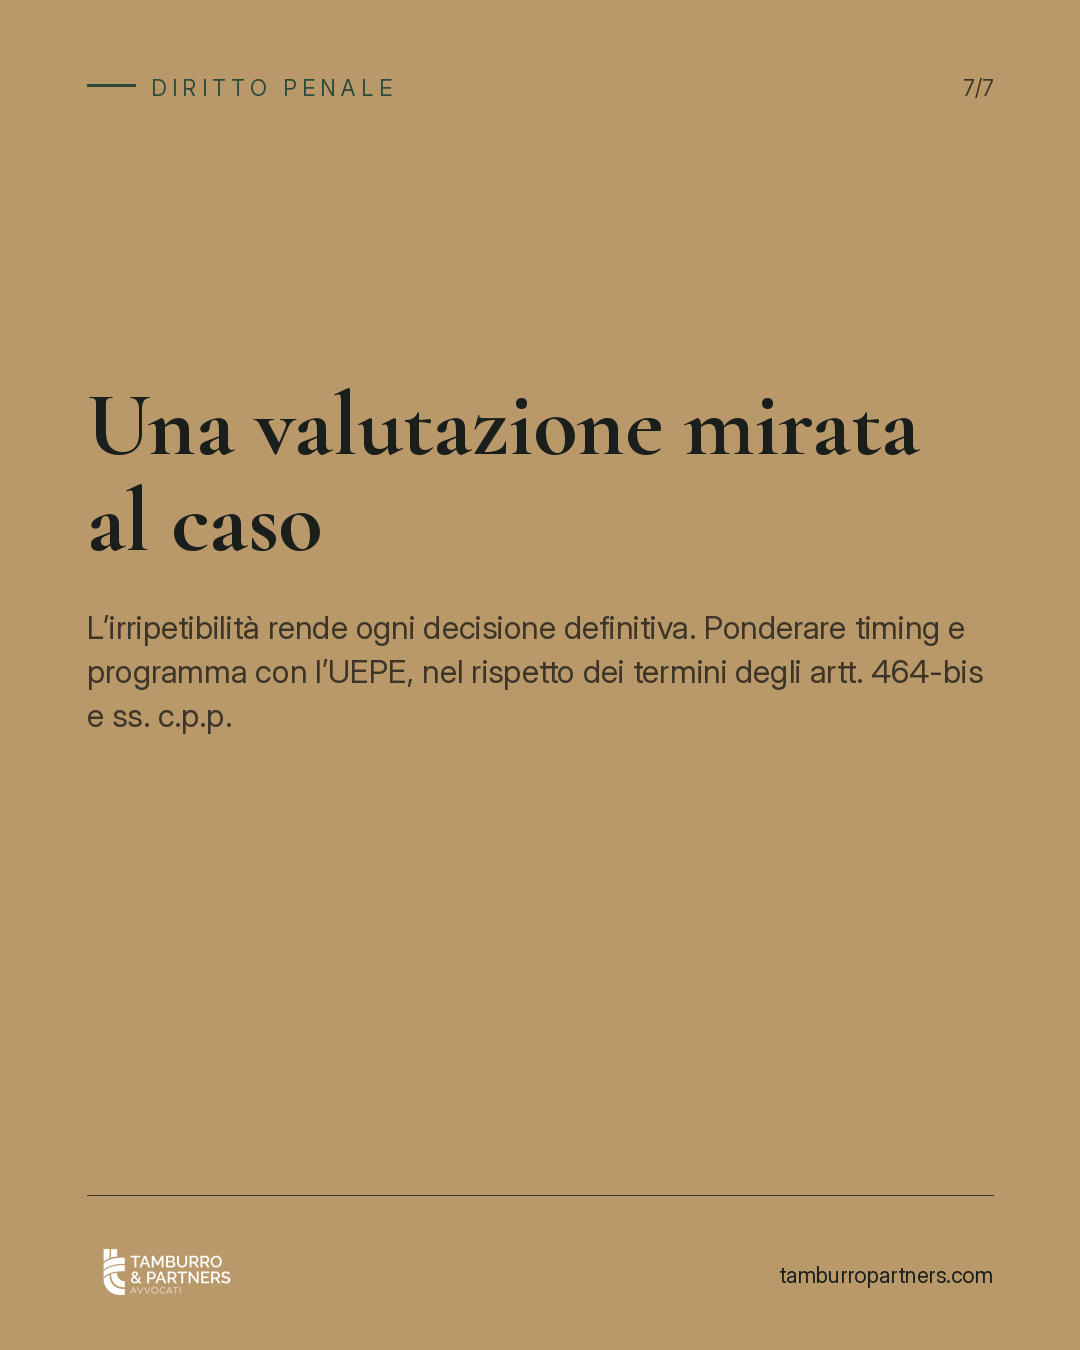 DIRITTO PENALE
7/7
Una valutazione mirata
al caso
L’irripetibilità rende ogni decisione definitiva. Ponderare timing e
programma con l’UEPE, nel rispetto dei termini degli artt. 464-bis
e ss. c.p.p.
TAMBURRO
& PARTNERS
AVVOCATI
tamburropartners.com